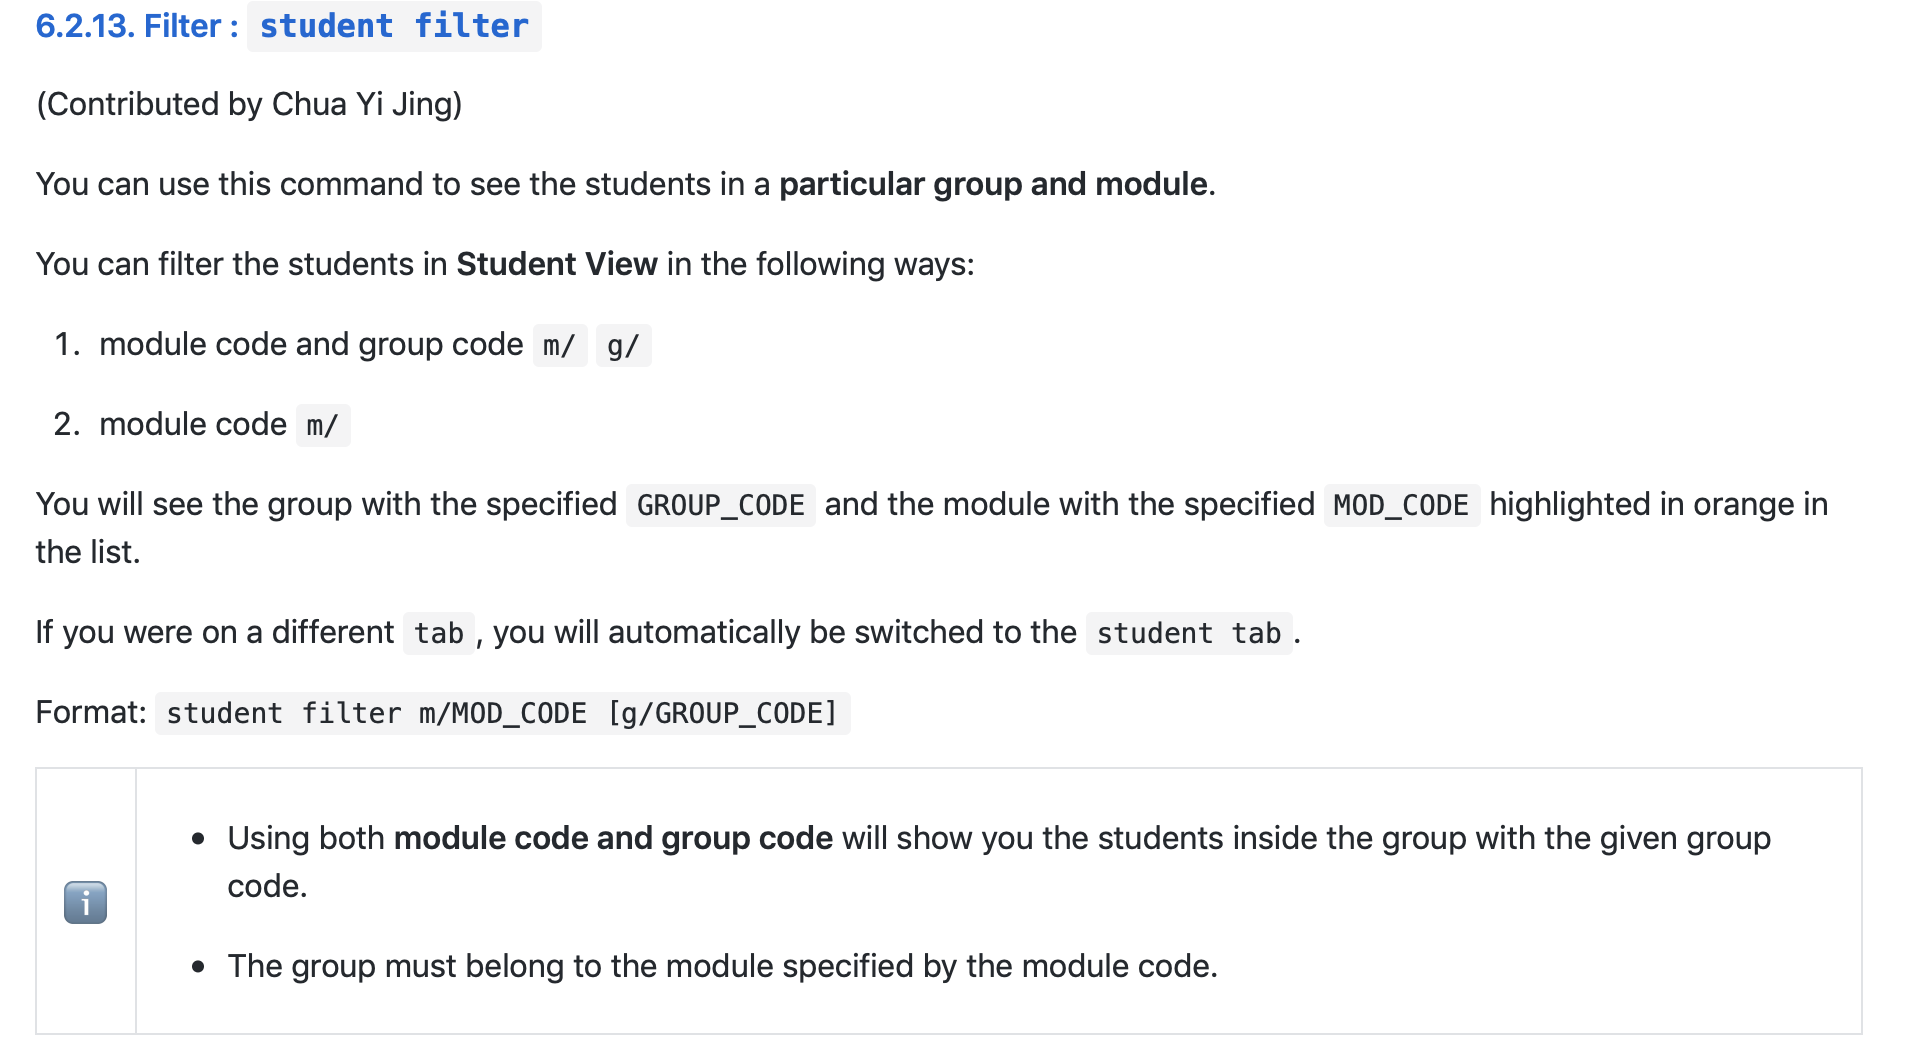 6.2.13. Filter : student filter
(Contributed by Chua Yi Jing)
You can use this command to see the students in a particular group and module.
You can filter the students in Student View in the following ways:
1. module code and group code m/ g/
2. module code m/
You will see the group with the specified GROUP_CODE and the module with the specified MOD_CODE highlighted in orange in
the list.
If you were on a different tab, you will automatically be switched to the student tab.
Format: student filter m/MOD_CODE [g/GROUP_CODE]
• Using both module code and group code will show you the students inside the group with the given group
code.
i
• The group must belong to the module specified by the module code.